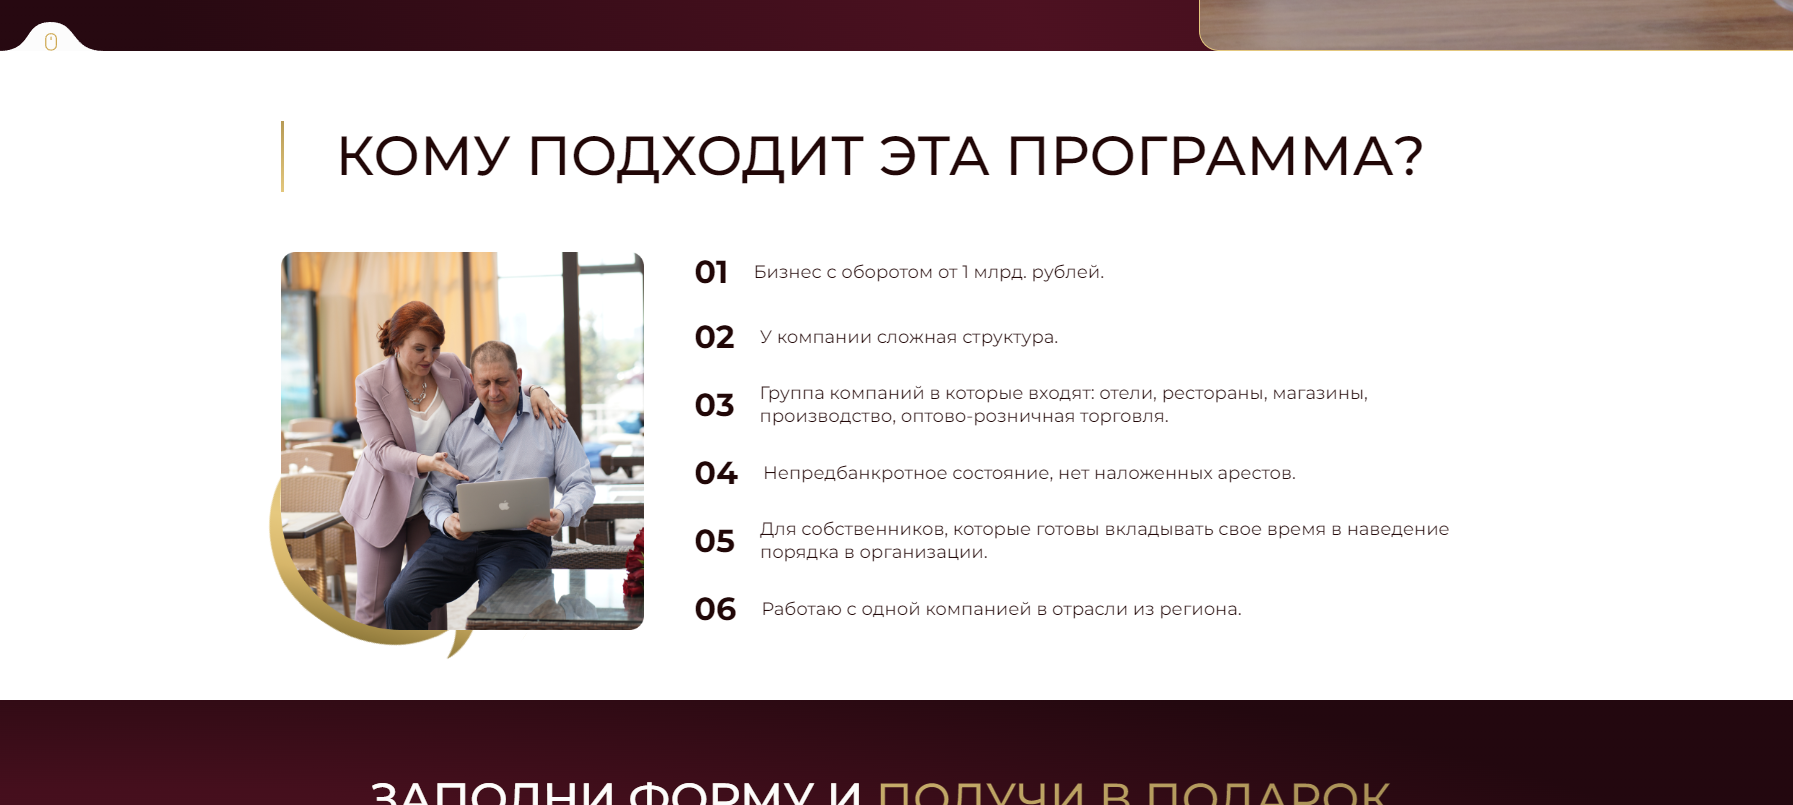 КОМУ ПОДХОДИТ ЭТА ПРОГРАММА?
01 Бизнес с оборотом от 1 млрд. рублей.
02 У компании сложная структура.
03 Группа компаний в которые входят: отели, рестораны, магазины,
производство, оптово-розничная торговля.
04 Непредбанкротное состояние, нет наложенных арестов.
05 Для собственников, которые готовы вкладывать свое время в наведение
порядка в организации.
06 Работаю с одной компанией в отрасли из региона.
ЗАПОЛНИ ФОРМУ И ПОЛУЧИ В ПОДАРОК